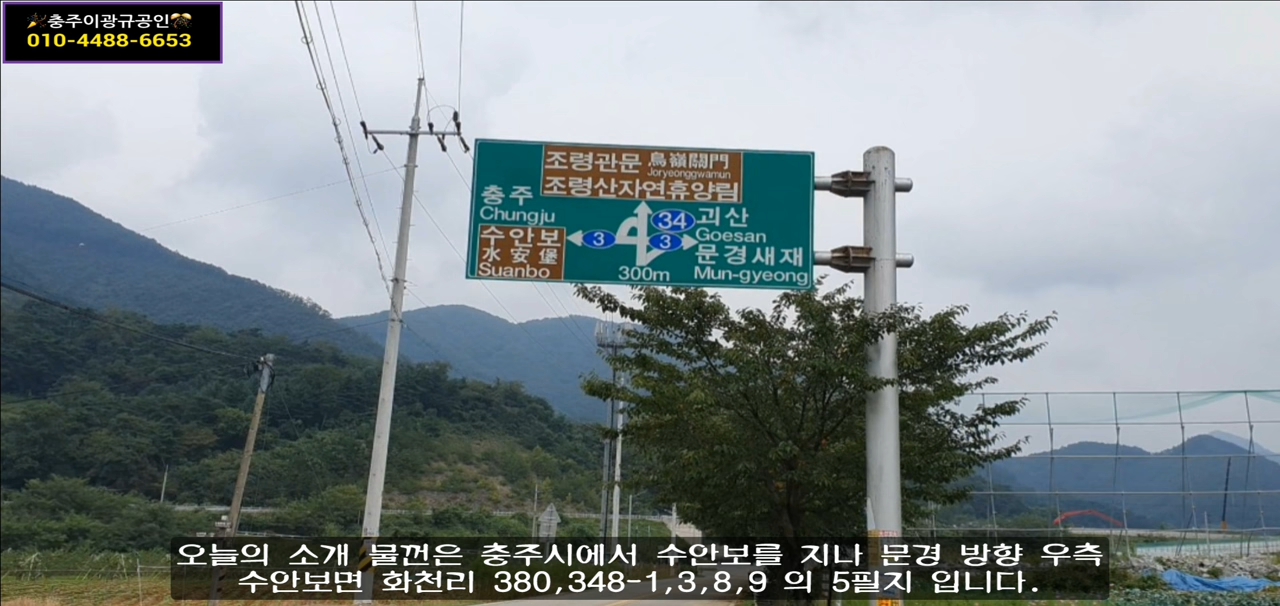 충주이광규공인
010-4488-6653
조령관문 鳥嶺關門
Joryeonggwamun
조령산자연휴양림
충주
Chungju
34 괴산
Goesan
수안보
水安堡
Suanbo
3
3
문경새재
Mun-gyeong
300m
오늘의 소개 물껀은 충주시에서 수안보를 지나 문경 방향 우측
수안보면 화천리 380,348-1,3,8,9 의 5필지 입니다.